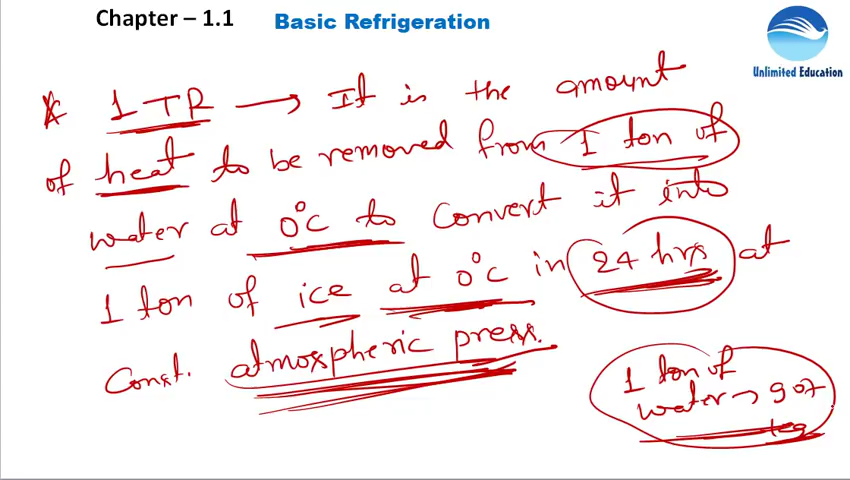 Chapter – 1.1 Basic Refrigeration
Unlimited Education
* 1 TR → It is the amount
of heat to be removed from 1 ton of
water at 0°C to convert it into
1 ton of ice at 0°C in 24 hrs at
Const. atmospheric press.
1 ton of
water → 907
kg